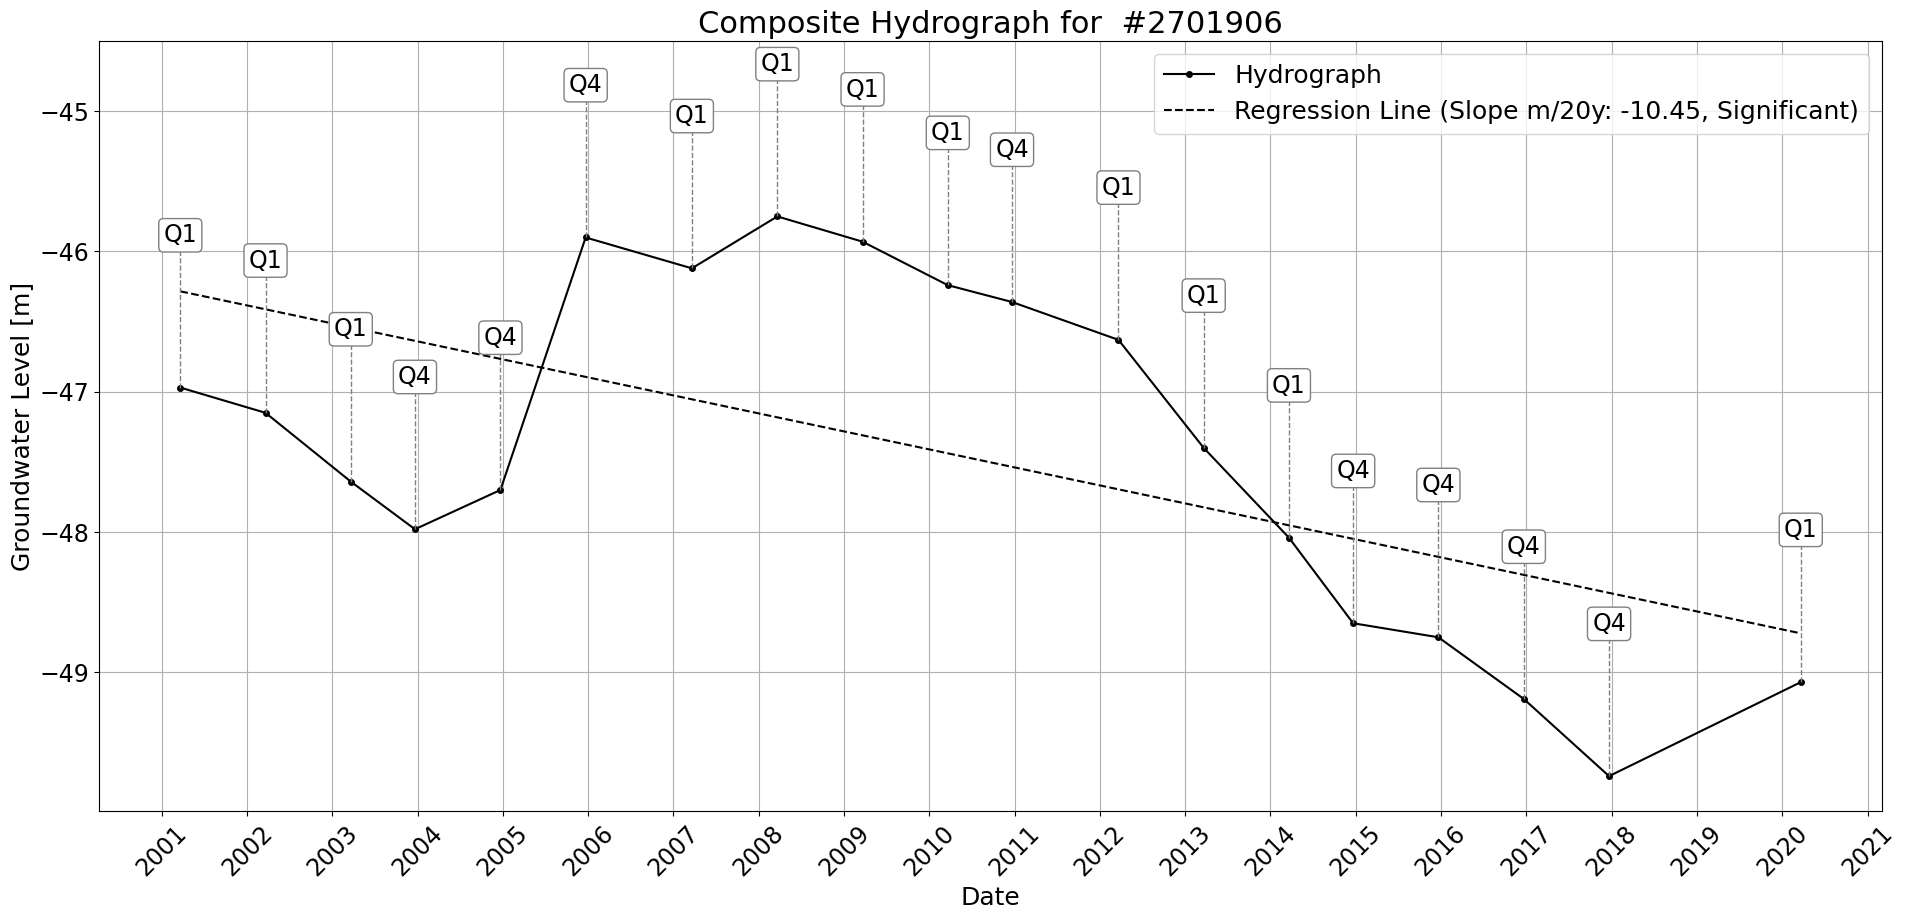 Composite Hydrograph for  #2701906
Hydrograph
Regression Line (Slope m/20y: -10.45, Significant)
Groundwater Level [m]
−45
−46
−47
−48
−49
Q1
Q1
Q1
Q4
Q4
Q4
Q1
Q1
Q1
Q1
Q4
Q1
Q1
Q1
Q4
Q4
Q4
Q4
Q1
2001
2002
2003
2004
2005
2006
2007
2008
2009
2010
2011
2012
2013
2014
2015
2016
2017
2018
2019
2020
2021
Date